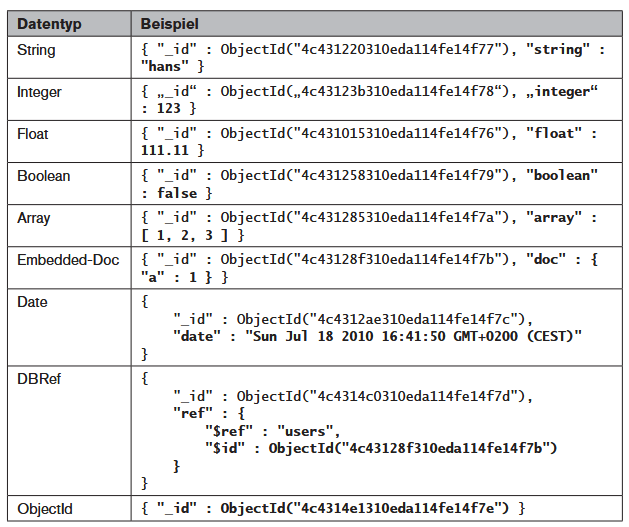 Datentyp Beispiel
String { "_id" : ObjectId("4c431220310eda114fe14f77"), "string" :
"hans" }
Integer { „_id“ : ObjectId(„4c43123b310eda114fe14f78“), „integer“
: 123 }
Float { "_id" : ObjectId("4c431015310eda114fe14f76"), "float" :
111.11 }
Boolean { "_id" : ObjectId("4c431258310eda114fe14f79"), "boolean"
: false }
Array { "_id" : ObjectId("4c431285310eda114fe14f7a"), "array" :
[ 1, 2, 3 ] }
Embedded-Doc { "_id" : ObjectId("4c43128f310eda114fe14f7b"), "doc" : {
"a" : 1 } }
Date {
"_id" : ObjectId("4c4312ae310eda114fe14f7c"),
"date" : "Sun Jul 18 2010 16:41:50 GMT+0200 (CEST)"
}
DBRef {
"_id" : ObjectId("4c4314c0310eda114fe14f7d"),
"ref" : {
"$ref" : "users",
"$id" : ObjectId("4c43128f310eda114fe14f7b")
}
}
ObjectId { "_id" : ObjectId("4c4314e1310eda114fe14f7e") }